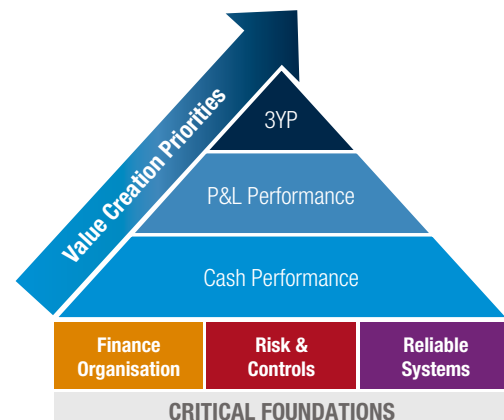 Value Creation Priorities
3YP
P&L Performance
Cash Performance
Finance
Organisation
Risk &
Controls
Reliable
Systems
CRITICAL FOUNDATIONS